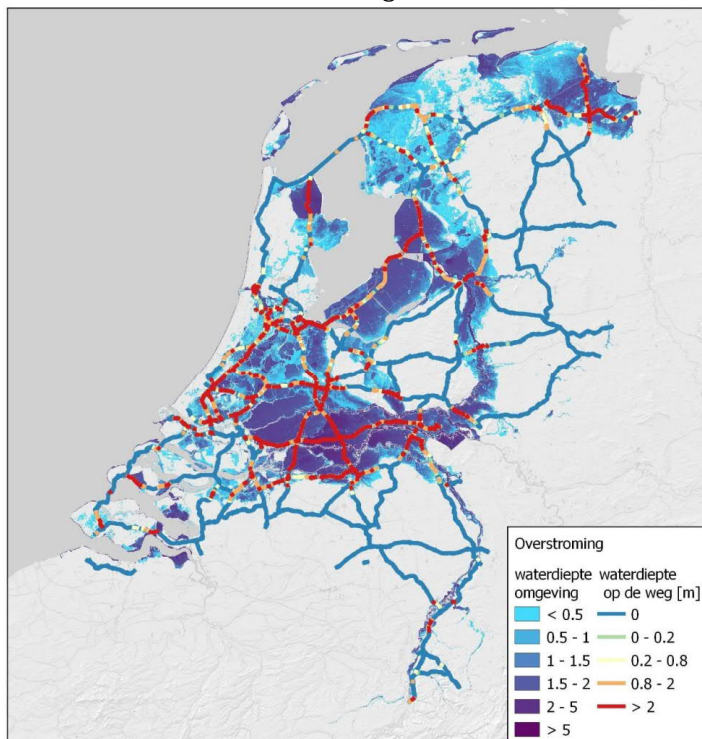 Overstroming
waterdiepte waterdiepte
omgeving op de weg [m]
< 0.5 0
0.5 - 1 0 - 0.2
1 - 1.5 0.2 - 0.8
1.5 - 2 0.8 - 2
2 - 5 > 2
> 5